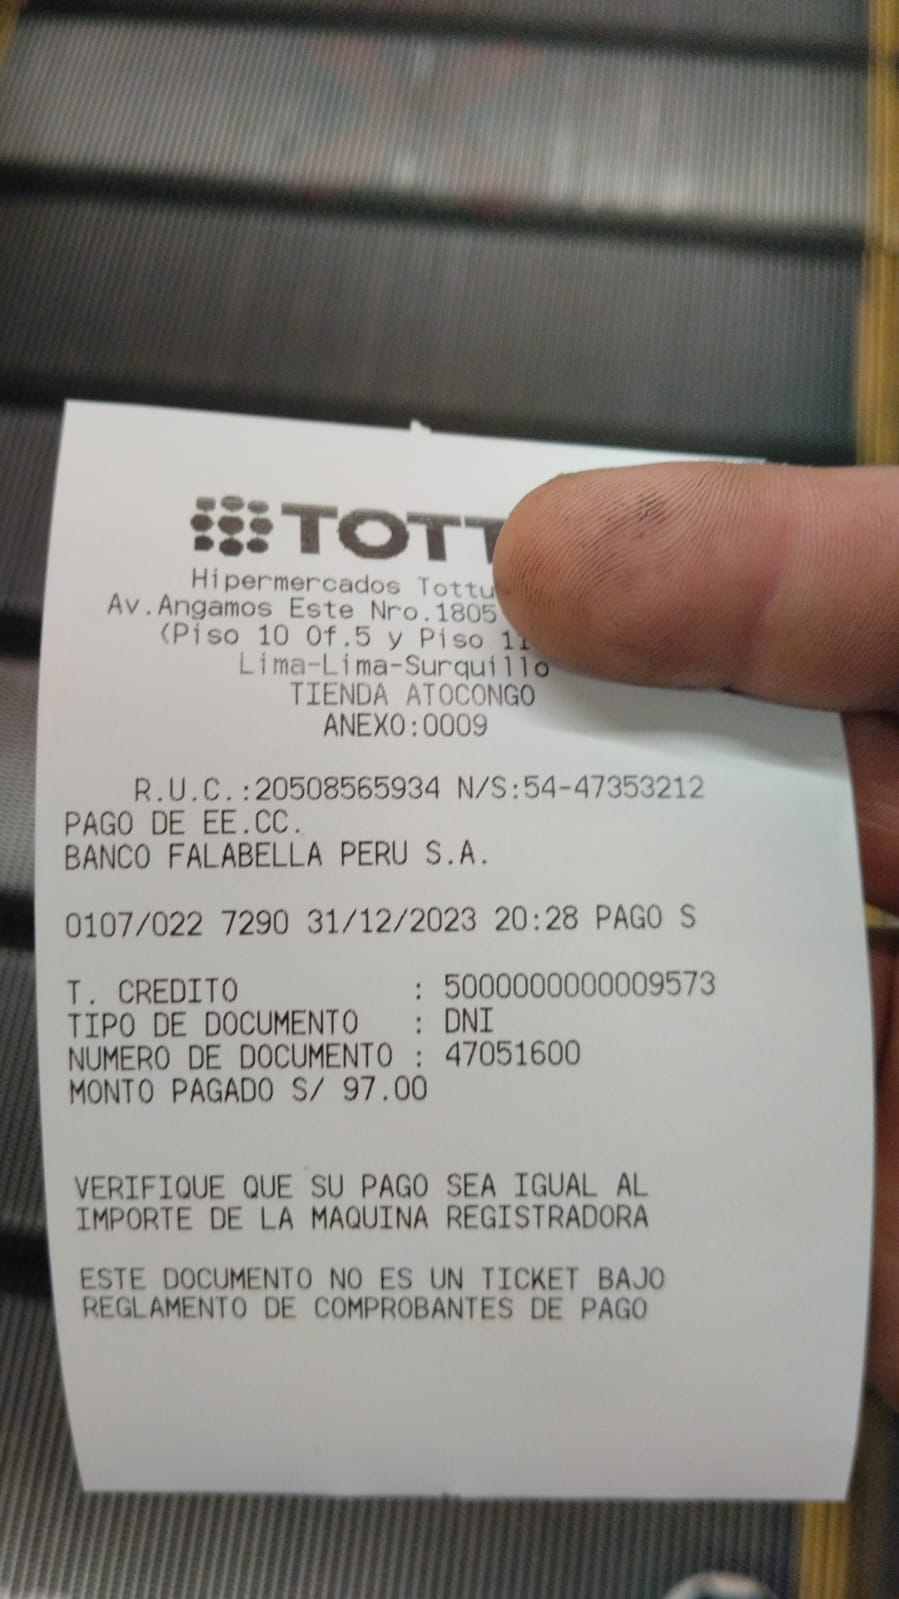 TOTT
Hipermercados Tottu
Av.Angamos Este Nro.1805
(Piso 10 Of.5 y Piso 11
Lima-Lima-Surquillo
TIENDA ATOCONGO
ANEXO:0009
R.U.C.:20508565934 N/S:54-47353212
PAGO DE EE.CC.
BANCO FALABELLA PERU S.A.
0107/022 7290 31/12/2023 20:28 PAGO S
T. CREDITO : 5000000000009573
TIPO DE DOCUMENTO : DNI
NUMERO DE DOCUMENTO : 47051600
MONTO PAGADO S/ 97.00
VERIFIQUE QUE SU PAGO SEA IGUAL AL
IMPORTE DE LA MAQUINA REGISTRADORA
ESTE DOCUMENTO NO ES UN TICKET BAJO
REGLAMENTO DE COMPROBANTES DE PAGO